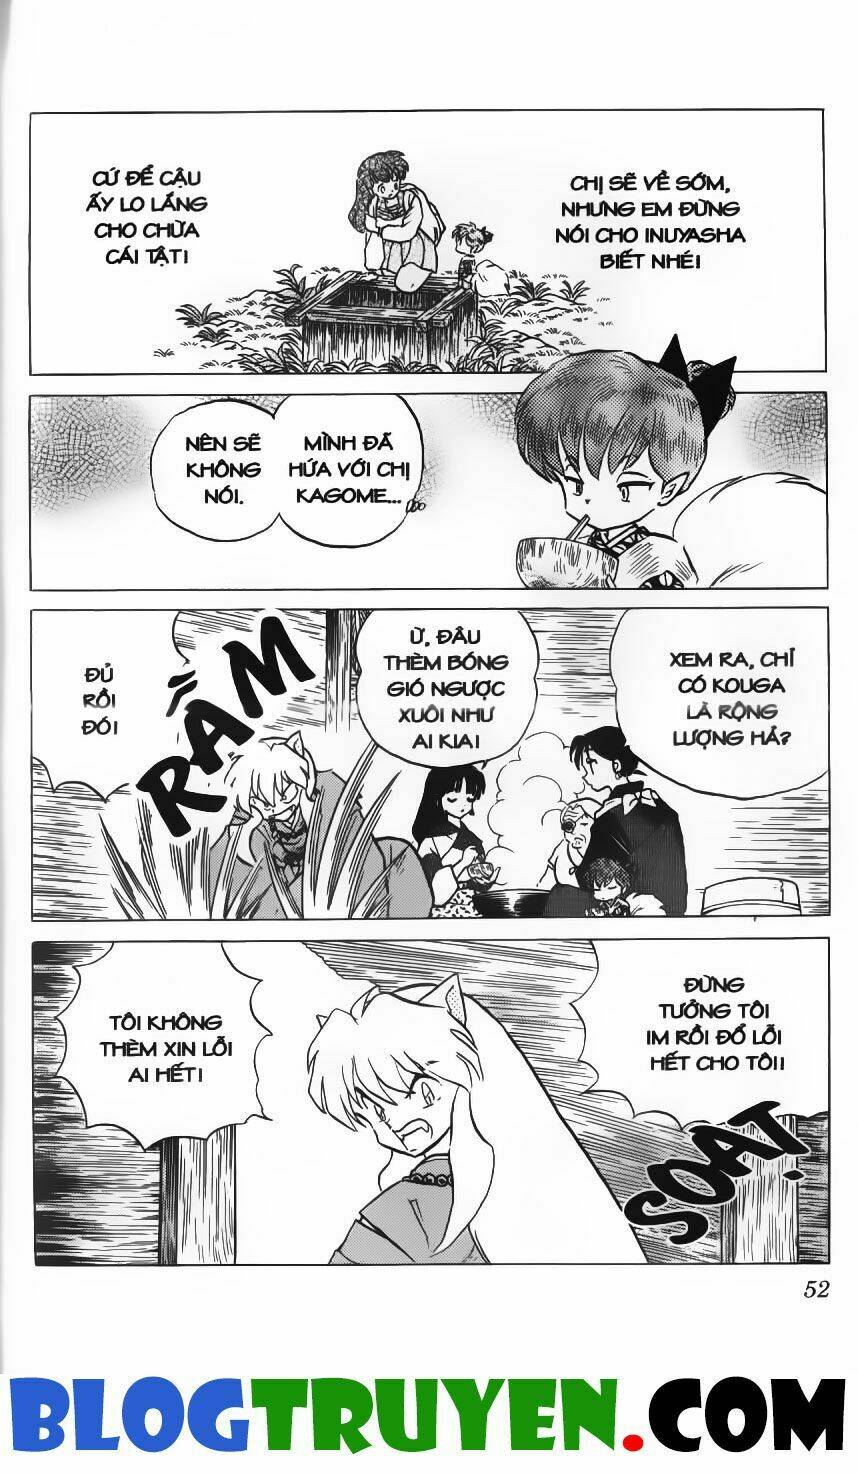 CHỊ SẼ VỀ SỚM,
NHƯNG EM ĐỪNG
NÓI CHO INUYASHA
BIẾT NHÉ!
CỨ ĐỂ CẬU
ẤY LO LẮNG
CHO CHỪA
CÁI TẬT!
MÌNH ĐÃ
HỨA VỚI CHỊ
KAGOME...
NÊN SẼ
KHÔNG
NÓI.
XEM RA, CHỈ
CÓ KOUGA
LÀ RỘNG
LƯỢNG HẢ?
Ừ, ĐÂU
THÈM BÓNG
GIÓ NGƯỢC
XUÔI NHƯ
AI KIA!
RẦM
ĐỦ
RỒI
ĐÓ!
ĐỪNG
TƯỞNG TÔI
IM RỒI ĐỔ LỖI
HẾT CHO TÔI!
SOẠT
TÔI KHÔNG
THÈM XIN LỖI
AI HẾT!
52
BLOGTRUYEN.COM